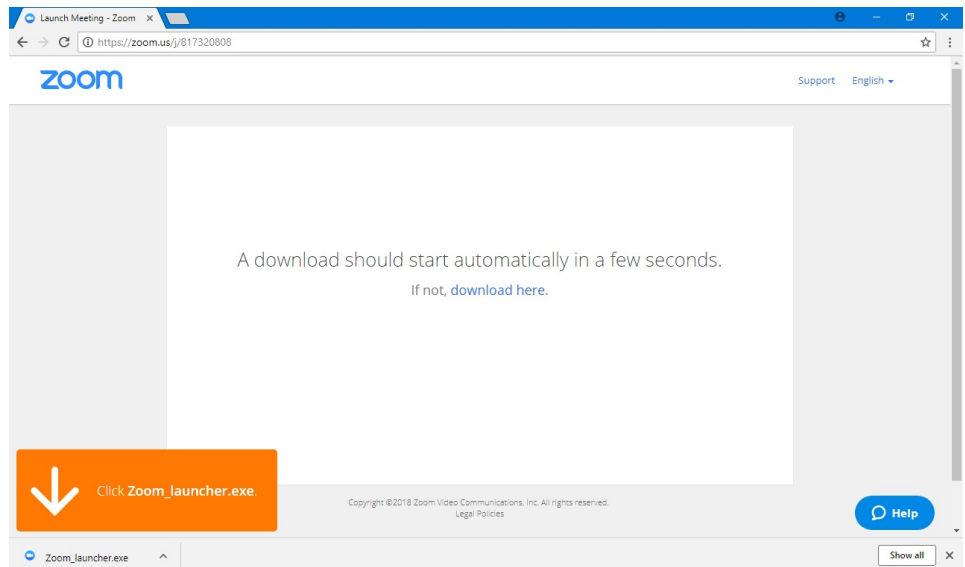 Launch Meeting - Zoom
https://zoom.us/j/817320808
zoom
Support English
A download should start automatically in a few seconds.
If not, download here.
Click Zoom_launcher.exe.
Copyright ©2018 Zoom Video Communications, Inc. All rights reserved.
Legal Policies
Help
Zoom_launcher.exe
Show all